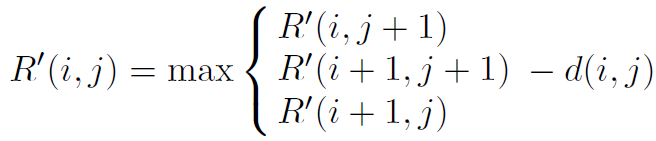 R′(i, j + 1)
R′(i, j) = max { R′(i + 1, j + 1) − d(i, j)
R′(i + 1, j)